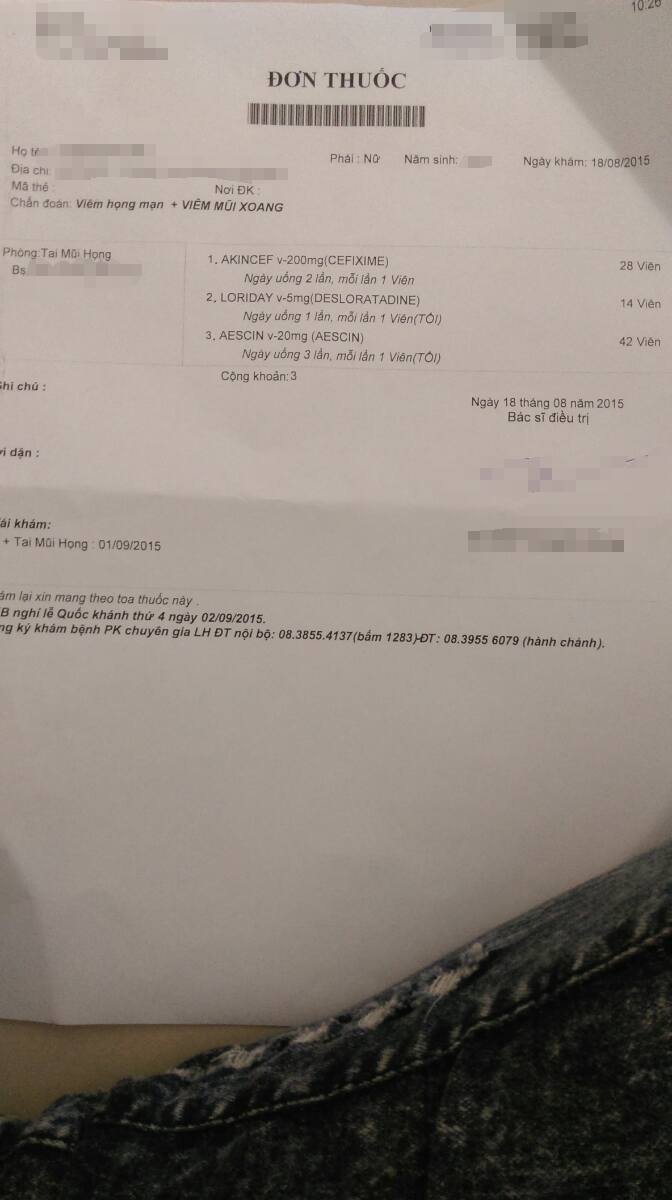 10:26
ĐƠN THUỐC
Họ tê
Phái : Nữ Năm sinh: Ngày khám: 18/08/2015
Địa chỉ:
Mã thẻ : Nơi ĐK :
Chẩn đoán: Viêm họng mạn + VIÊM MŨI XOANG
Phòng:Tai Mũi Họng
Bs.
1. AKINCEF v-200mg(CEFIXIME) 28 Viên
Ngày uống 2 lần, mỗi lần 1 Viên
2. LORIDAY v-5mg(DESLORATADINE) 14 Viên
Ngày uống 1 lần, mỗi lần 1 Viên(TỐI)
3. AESCIN v-20mg (AESCIN) 42 Viên
Ngày uống 3 lần, mỗi lần 1 Viên(TỐI)
Cộng khoản:3
Ghi chú :
Ngày 18 tháng 08 năm 2015
Bác sĩ điều trị
ời dặn :
ái khám:
+ Tai Mũi Họng : 01/09/2015
ám lại xin mang theo toa thuốc này .
B nghỉ lễ Quốc khánh thứ 4 ngày 02/09/2015.
ng ký khám bệnh PK chuyên gia LH ĐT nội bộ: 08.3855.4137(bấm 1283)-ĐT: 08.3955 6079 (hành chánh).